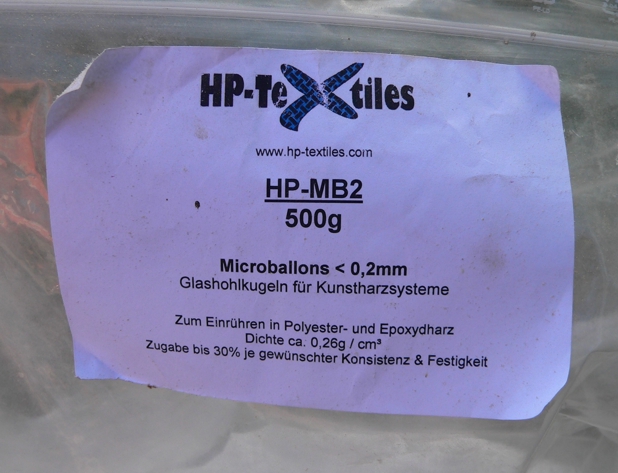 HP-Textiles
www.hp-textiles.com
HP-MB2
500g
Microballons < 0,2mm
Glashohlkugeln für Kunstharzsysteme
Zum Einrühren in Polyester- und Epoxydharz
Dichte ca. 0,26g / cm³
Zugabe bis 30% je gewünschter Konsistenz & Festigkeit